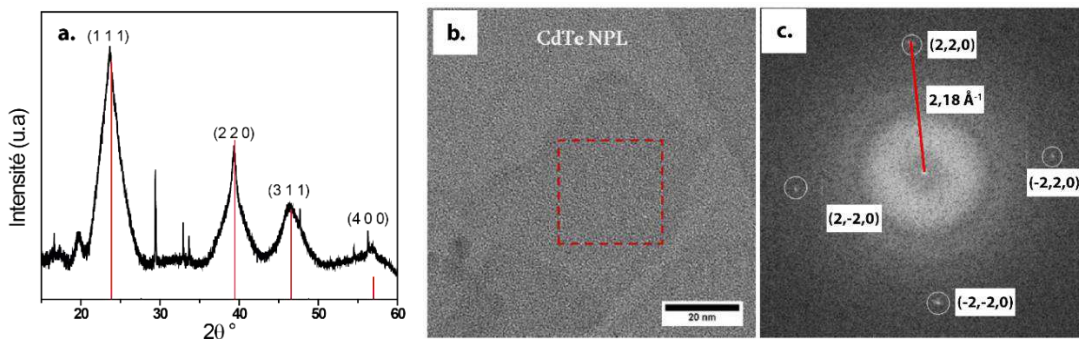 a.
(1 1 1)
(2 2 0)
(3 1 1)
(4 0 0)
Intensité (u.a)
20
30
40
50
60
2θ °
b.
CdTe NPL
20 nm
c.
(2,2,0)
2,18 Å⁻¹
(-2,2,0)
(2,-2,0)
(-2,-2,0)